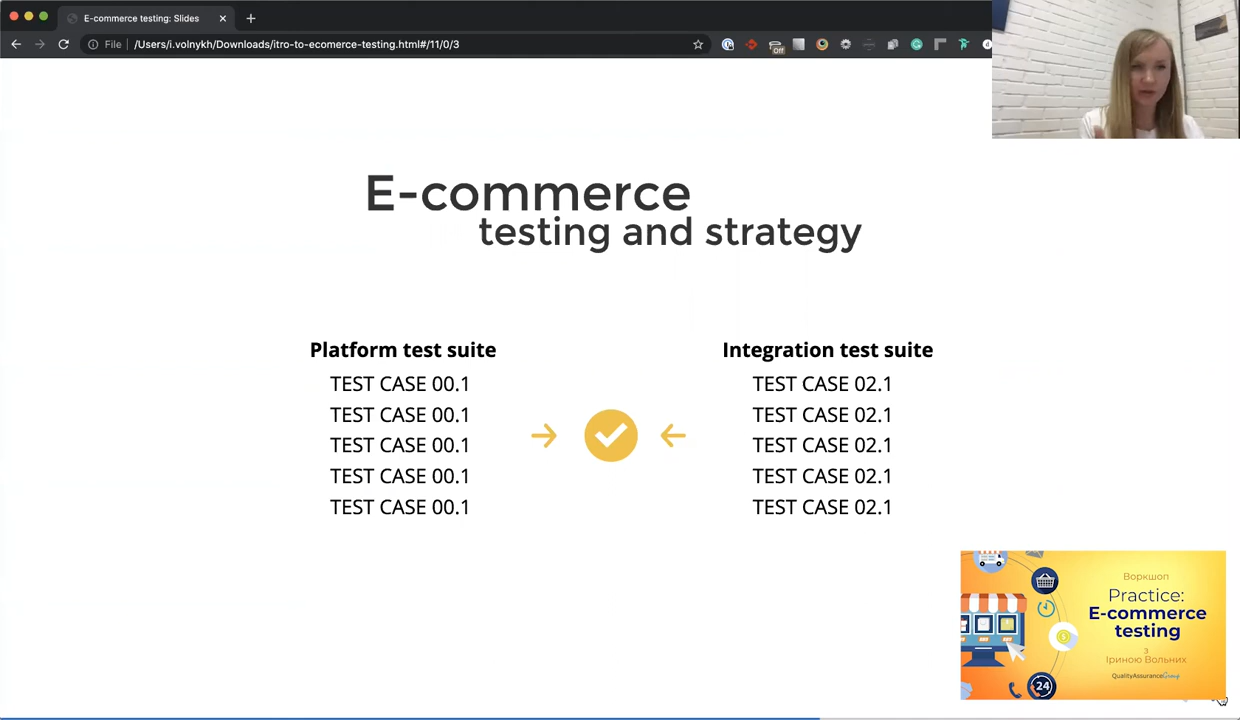 E-commerce testing: Slides
File
/Users/i.volnykh/Downloads/itro-to-ecomerce-testing.html#/11/0/3
Off
E-commerce
testing and strategy
Platform test suite
TEST CASE 00.1
TEST CASE 00.1
TEST CASE 00.1
TEST CASE 00.1
TEST CASE 00.1
Integration test suite
TEST CASE 02.1
TEST CASE 02.1
TEST CASE 02.1
TEST CASE 02.1
TEST CASE 02.1
Воркшоп
Practice:
E-commerce
testing
з
Іриною Вольних
QualityAssuranceGroup
24